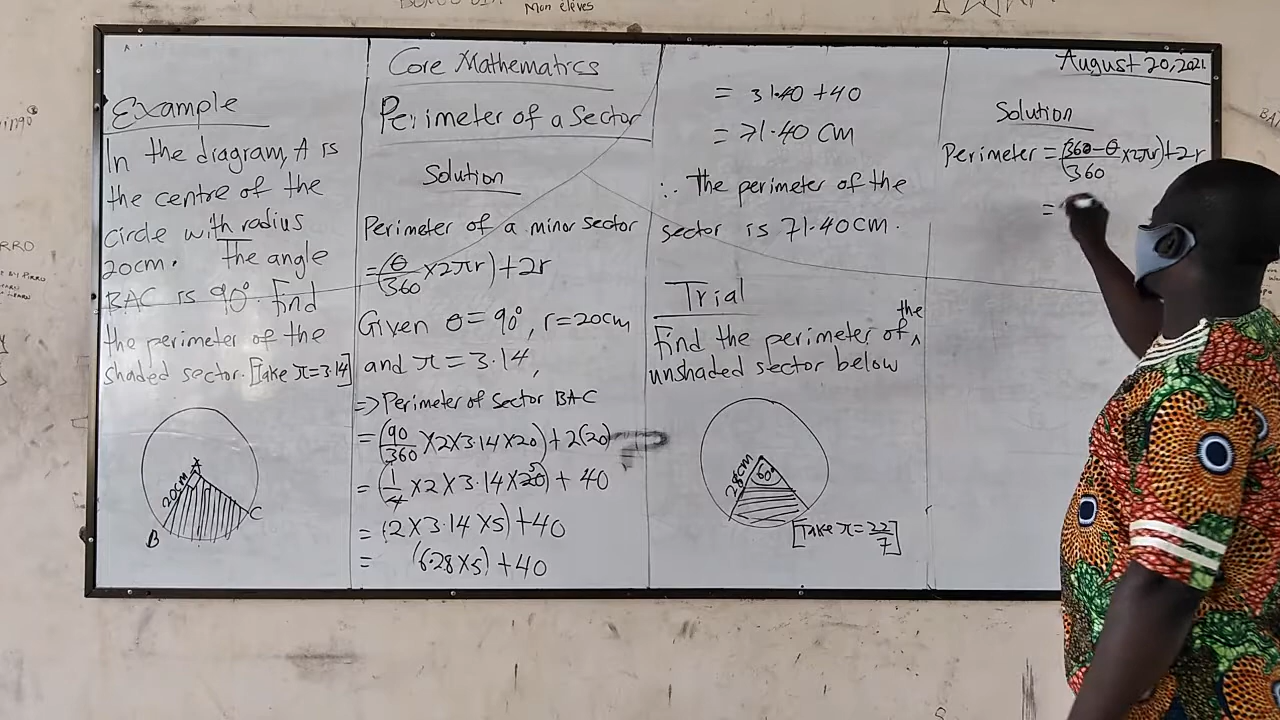 Mon élèves
Example
In the diagram, A is
the centre of the
circle with radius
20cm. The angle
BAC is 90°. Find
the perimeter of the
shaded sector. [Take π=3.14]
A
20cm
B
C
Core Mathematics
Perimeter of a Sector
Solution
Perimeter of a minor sector
=(θ/360 ×2πr)+2r
Given θ=90°, r=20cm
and π=3.14,
=> Perimeter of Sector BAC
=(90/360 ×2×3.14×20)+2(20)
=(1/4 ×2×3.14×20 5)+40
=(2×3.14×5)+40
= (6.28×5)+40
= 31.40+40
= 71.40 cm
∴ The perimeter of the
sector is 71.40cm.
Trial
Find the perimeter of the
unshaded sector below
28cm
60°
[Take π=22/7]
August 20, 2021
Solution
Perimeter=(360-θ/360 ×2πr)+2r
=